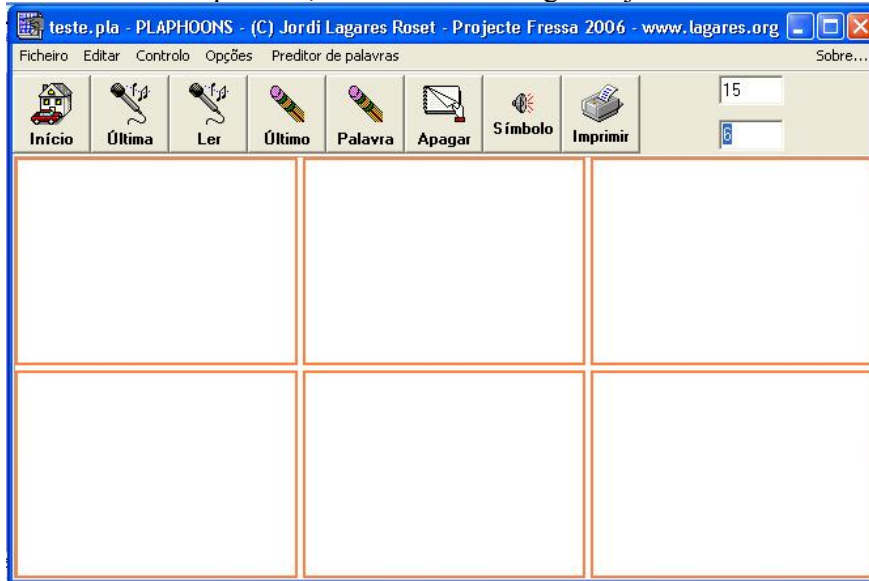 teste.pla - PLAPHOONS - (C) Jordi Lagares Roset - Projecte Fressa 2006 - www.lagares.org
Ficheiro Editar Controlo Opções Preditor de palavras Sobre...
15
Início Última Ler Último Palavra Apagar Símbolo Imprimir
6